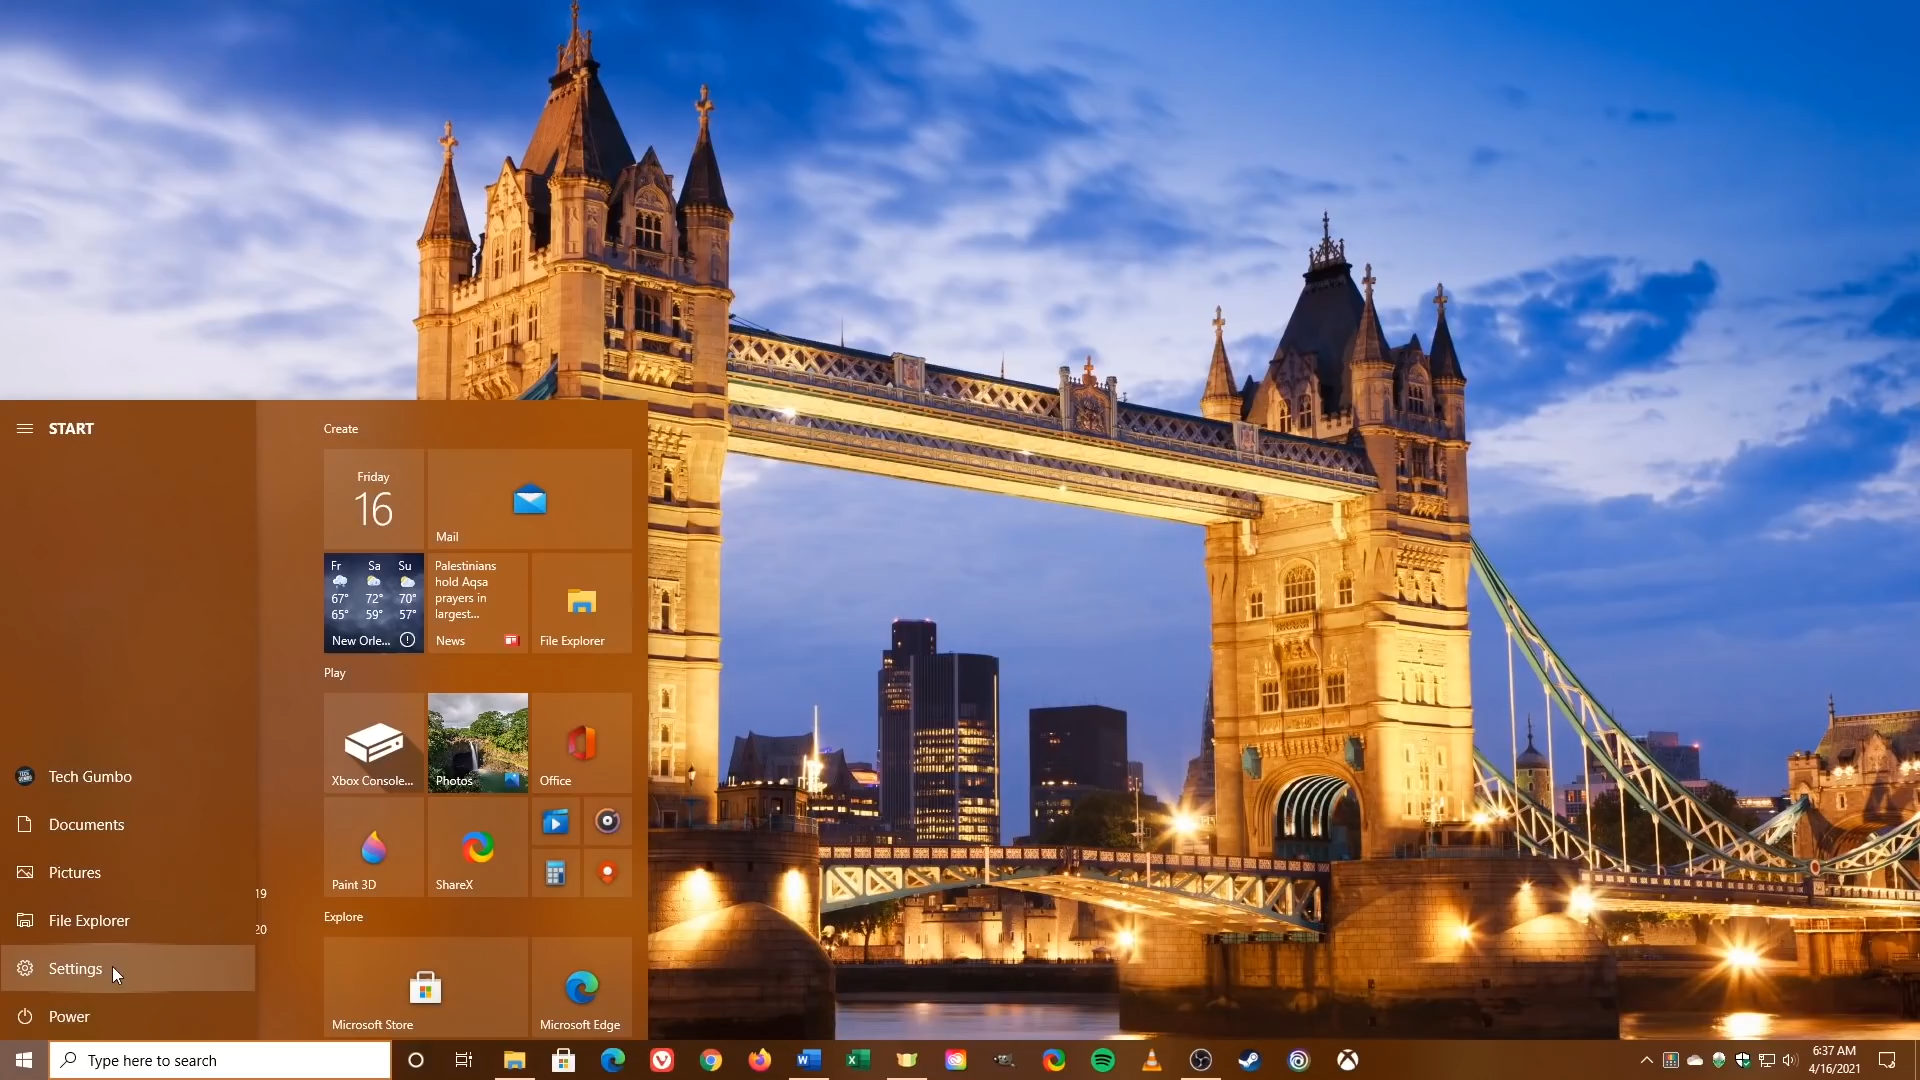 START
Create
Friday
16
Mail
Fr Sa Su
67° 72° 70°
65° 59° 57°
New Orle...
Palestinians
hold Aqsa
prayers in
largest...
News
File Explorer
Play
Xbox Console...
Photos
Office
Tech Gumbo
Documents
Pictures
File Explorer
Settings
Power
19
20
Paint 3D
ShareX
Explore
Microsoft Store
Microsoft Edge
Type here to search
6:37 AM
4/16/2021